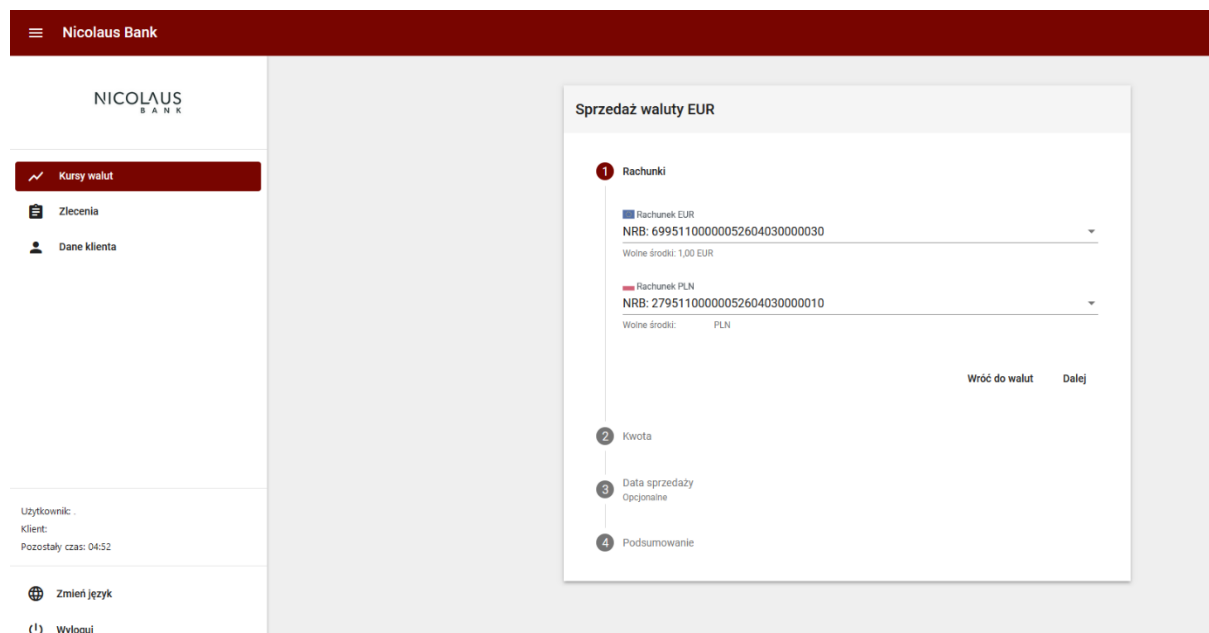 Nicolaus Bank
NICOLAUS
BANK
Kursy walut
Zlecenia
Dane klienta
Użytkownik: .
Klient:
Pozostały czas: 04:52
Zmień język
Wyloguj
Sprzedaż waluty EUR
1 Rachunki
Rachunek EUR
NRB: 69951100000052604030000030
Wolne środki: 1,00 EUR
Rachunek PLN
NRB: 27951100000052604030000010
Wolne środki: PLN
Wróć do walut Dalej
2 Kwota
3 Data sprzedaży
Opcjonalne
4 Podsumowanie